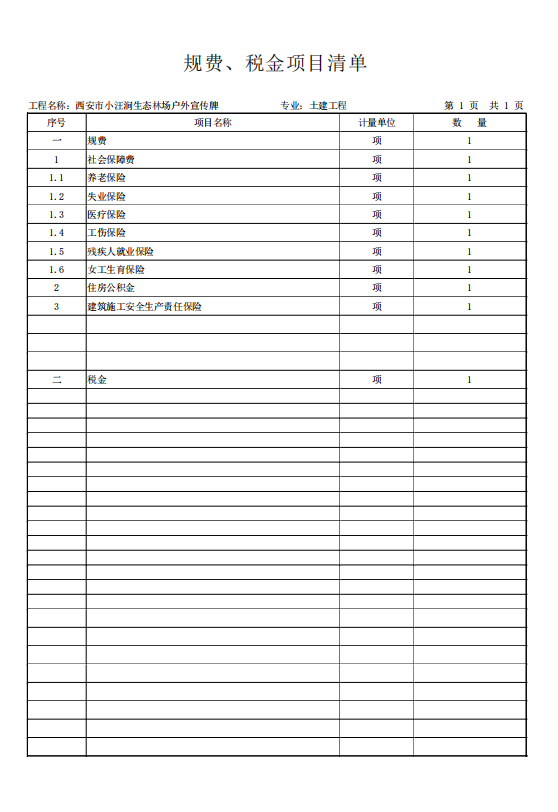 规费、税金项目清单
工程名称：西安市小汪涧生态林场户外宣传牌 专业：土建工程 第 1 页 共 1 页
序号 项目名称 计量单位 数 量
一 规费 项 1
1 社会保障费 项 1
1.1 养老保险 项 1
1.2 失业保险 项 1
1.3 医疗保险 项 1
1.4 工伤保险 项 1
1.5 残疾人就业保险 项 1
1.6 女工生育保险 项 1
2 住房公积金 项 1
3 建筑施工安全生产责任保险 项 1
二 税金 项 1